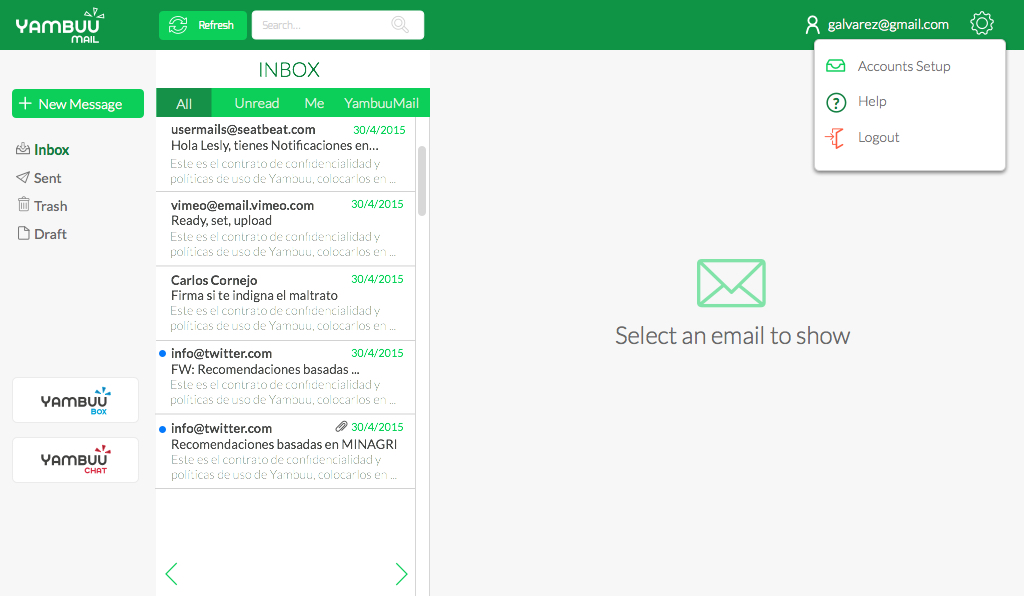 YAMBUU
MAIL
Refresh
Search...
galvarez@gmail.com
Accounts Setup
Help
Logout
New Message
Inbox
Sent
Trash
Draft
YAMBUU
BOX
YAMBUU
CHAT
INBOX
All Unread Me YambuuMail
usermails@seatbeat.com 30/4/2015
Hola Lesly, tienes Notificaciones en...
Este es el contrato de confidencialidad y
políticas de uso de Yambuu, colocarlos en ...
vimeo@email.vimeo.com 30/4/2015
Ready, set, upload
Este es el contrato de confidencialidad y
políticas de uso de Yambuu, colocarlos en ...
Carlos Cornejo 30/4/2015
Firma si te indigna el maltrato
Este es el contrato de confidencialidad y
políticas de uso de Yambuu, colocarlos en ...
info@twitter.com 30/4/2015
FW: Recomendaciones basadas ...
Este es el contrato de confidencialidad y
políticas de uso de Yambuu, colocarlos en ...
info@twitter.com 30/4/2015
Recomendaciones basadas en MINAGRI
Este es el contrato de confidencialidad y
políticas de uso de Yambuu, colocarlos en ...
Select an email to show